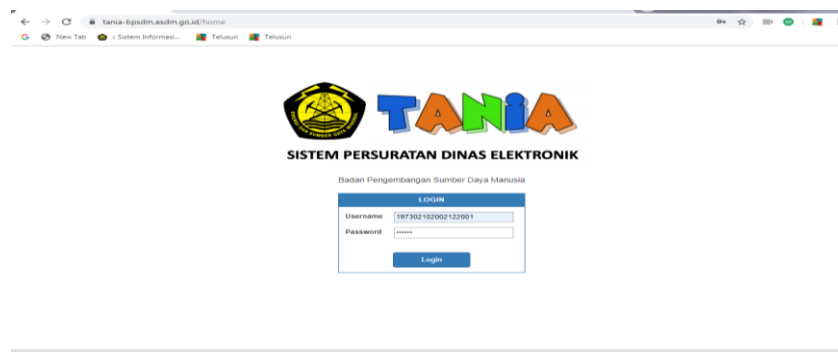 tania-bpsdm.esdm.go.id/home
New Tab
: Sistem Informasi...
Telusuri
Telusuri
TANiA
SISTEM PERSURATAN DINAS ELEKTRONIK
Badan Pengembangan Sumber Daya Manusia
LOGIN
Username 197302102002122001
Password ••••••
Login